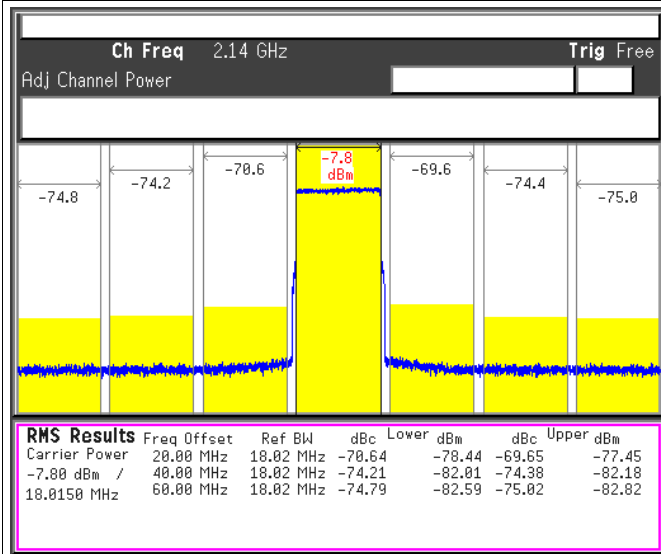 Ch Freq 2.14 GHz Trig Free
Adj Channel Power
-74.8 -74.2 -70.6 -7.8 dBm -69.6 -74.4 -75.0
RMS Results Freq Offset Ref BW dBc Lower dBm dBc Upper dBm
Carrier Power 20.00 MHz 18.02 MHz -70.64 -78.44 -69.65 -77.45
-7.80 dBm / 40.00 MHz 18.02 MHz -74.21 -82.01 -74.38 -82.18
18.0150 MHz 60.00 MHz 18.02 MHz -74.79 -82.59 -75.02 -82.82